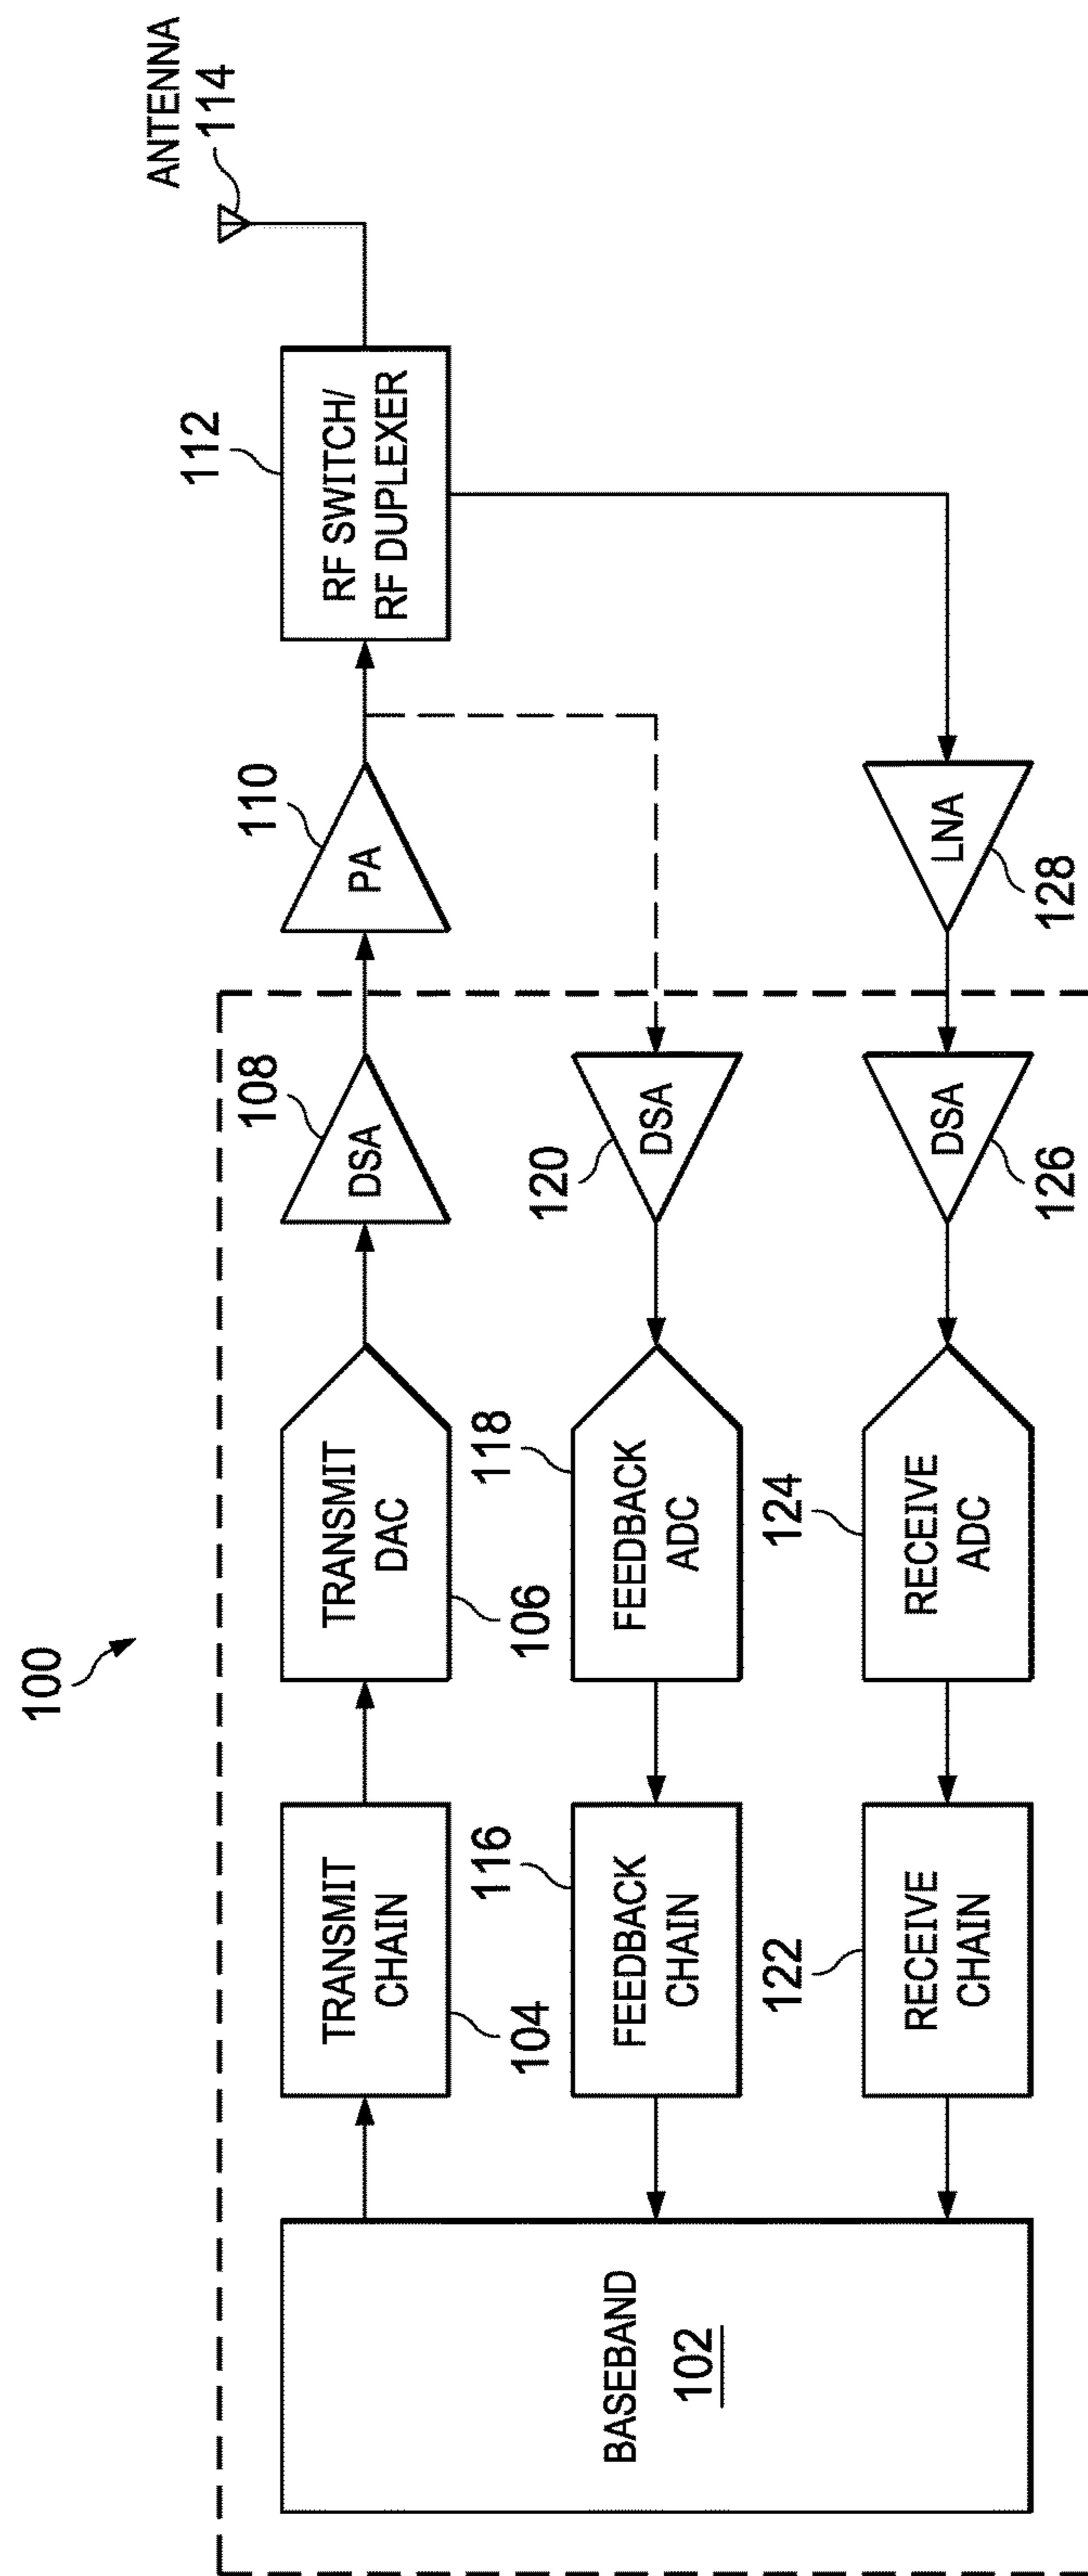 100
ANTENNA
114
112
RF SWITCH/
RF DUPLEXER
110
PA
108
DSA
TRANSMIT
DAC
106
TRANSMIT
CHAIN
104
BASEBAND
102
116
FEEDBACK
CHAIN
118
FEEDBACK
ADC
120
DSA
122
RECEIVE
CHAIN
124
RECEIVE
ADC
DSA
126
LNA
128